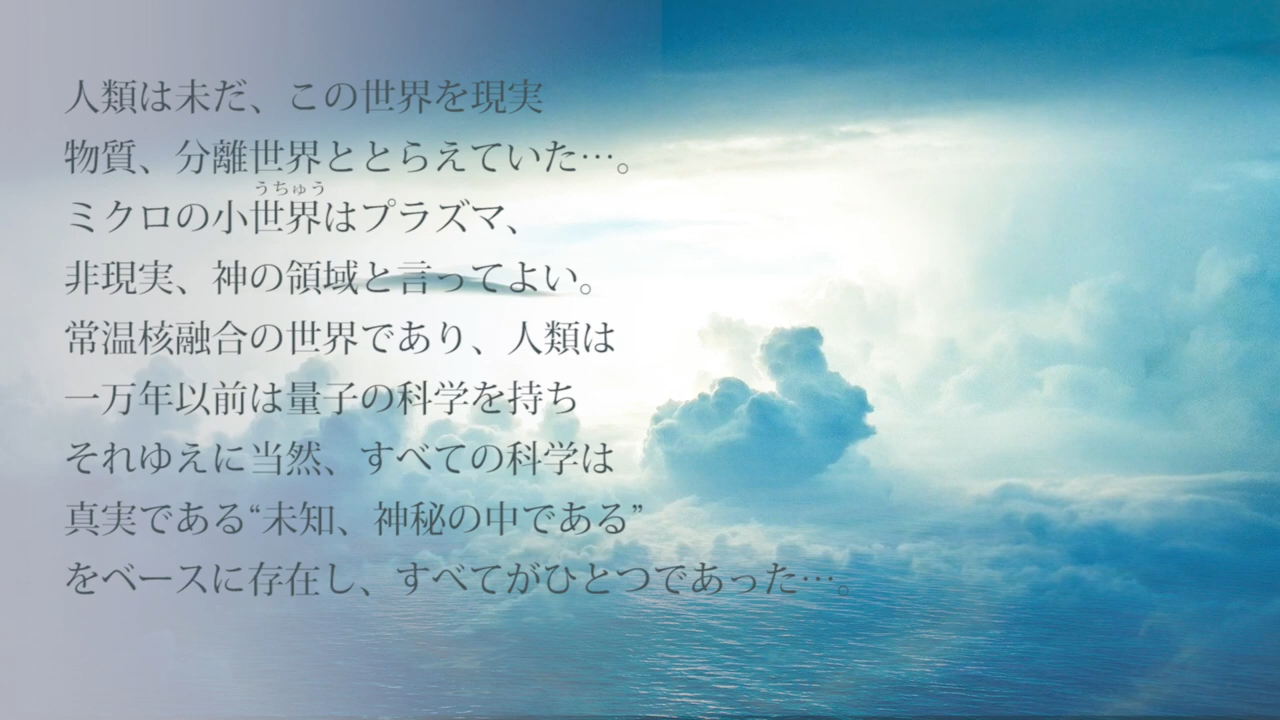 人類は未だ、この世界を現実
物質、分離世界ととらえていた…。
うちゅう
ミクロの小世界はプラズマ、
非現実、神の領域と言ってよい。
常温核融合の世界であり、人類は
一万年以前は量子の科学を持ち
それゆえに当然、すべての科学は
真実である“未知、神秘の中である”
をベースに存在し、すべてがひとつであった…。